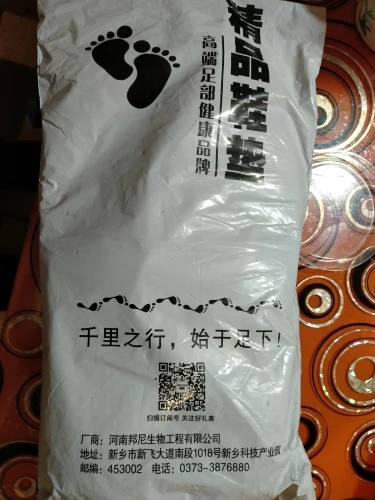 精品鞋垫
高端足部健康品牌
千里之行，始于足下！
扫描订阅号 关注好礼惠
厂商：河南邦尼生物工程有限公司
地址：新乡市新飞大道南段1018号新乡科技产业园
邮编：453002 电话：0373-3876880